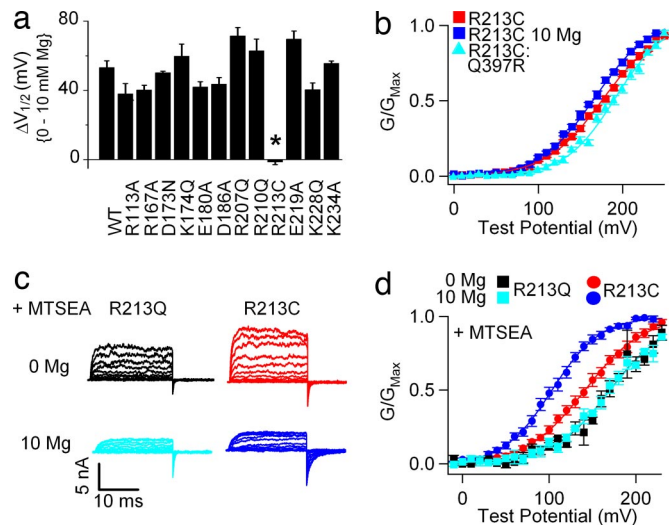 a
ΔV1/2 (mV)
{0 - 10 mM Mg}
80
40
0
*
WT
R113A
R167A
D173N
K174Q
E180A
D186A
R207Q
R210Q
R213C
E219A
K228Q
K234A
b
R213C
R213C 10 Mg
R213C:
Q397R
G/GMax
1.0
0.5
0.0
0 100 200
Test Potential (mV)
c
+ MTSEA R213Q R213C
0 Mg
10 Mg
5 nA
10 ms
d
0 Mg
10 Mg
R213Q
R213C
+ MTSEA
G/GMax
1.0
0.5
0.0
0 100 200
Test Potential (mV)